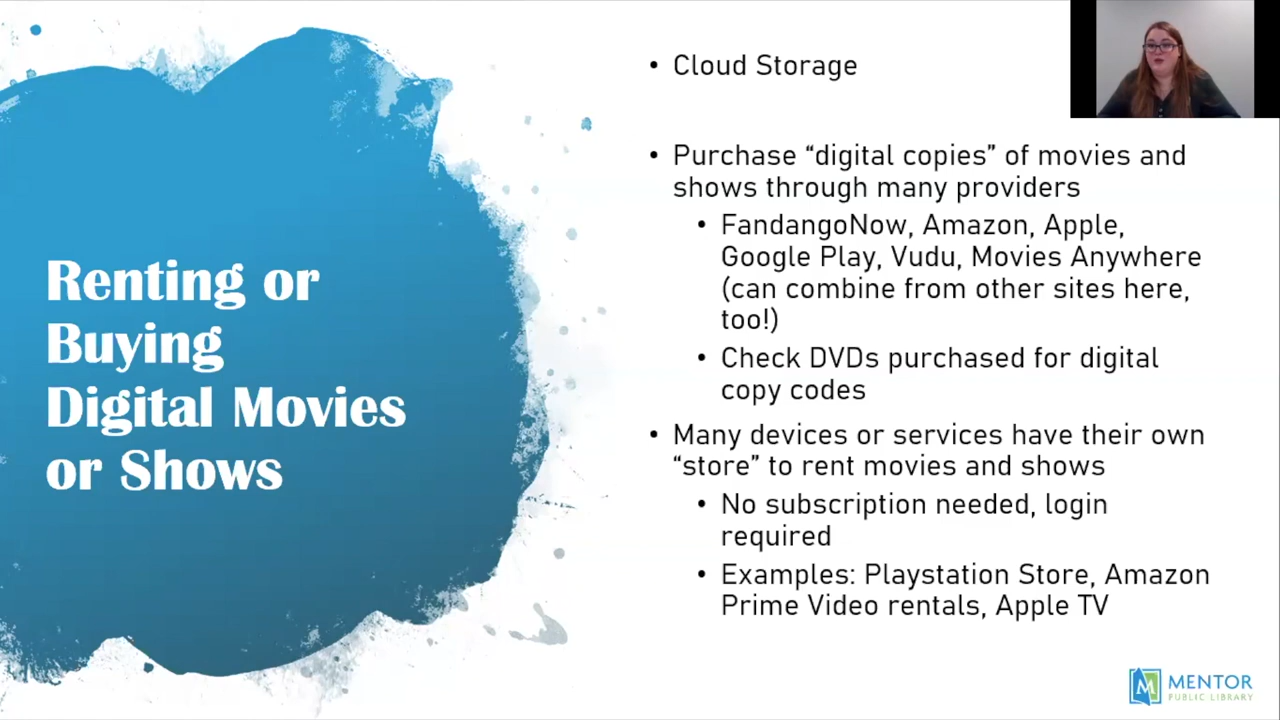 Renting or
Buying
Digital Movies
or Shows
• Cloud Storage
• Purchase “digital copies” of movies and
shows through many providers
• FandangoNow, Amazon, Apple,
Google Play, Vudu, Movies Anywhere
(can combine from other sites here,
too!)
• Check DVDs purchased for digital
copy codes
• Many devices or services have their own
“store” to rent movies and shows
• No subscription needed, login
required
• Examples: Playstation Store, Amazon
Prime Video rentals, Apple TV
MENTOR
PUBLIC LIBRARY